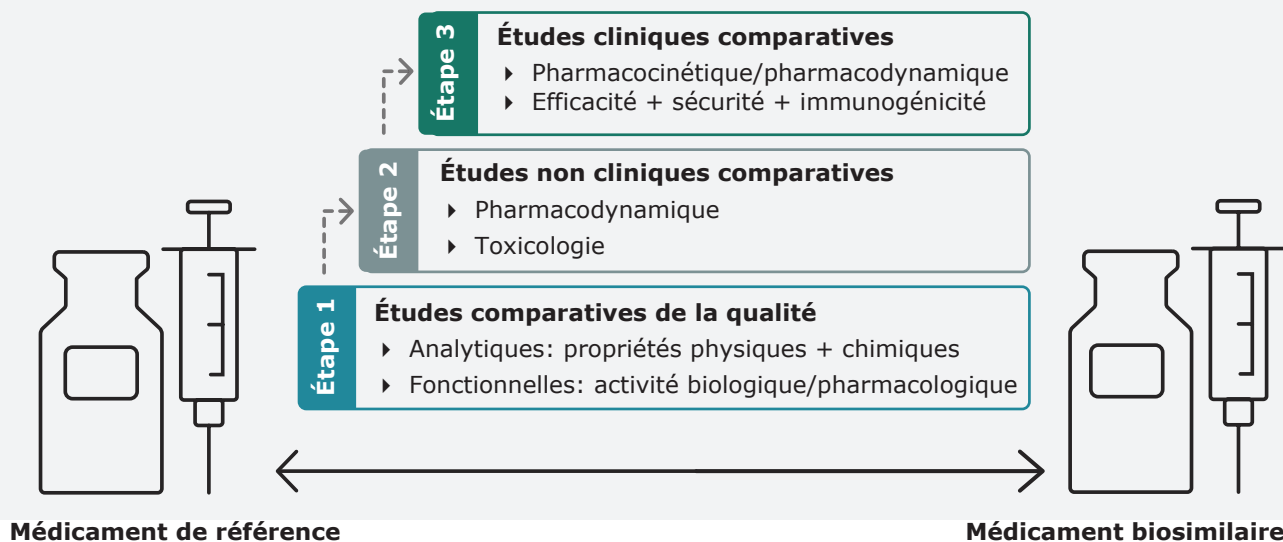 Étape 3
Études cliniques comparatives
‣ Pharmacocinétique/pharmacodynamique
‣ Efficacité + sécurité + immunogénicité
Étape 2
Études non cliniques comparatives
‣ Pharmacodynamique
‣ Toxicologie
Étape 1
Études comparatives de la qualité
‣ Analytiques: propriétés physiques + chimiques
‣ Fonctionnelles: activité biologique/pharmacologique
Médicament de référence
Médicament biosimilaire